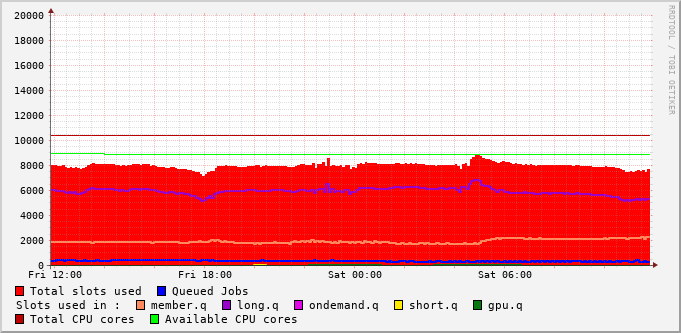 20000
18000
16000
14000
12000
10000
8000
6000
4000
2000
0
Fri 12:00 Fri 18:00 Sat 00:00 Sat 06:00
Total slots used Queued Jobs
Slots used in : member.q long.q ondemand.q short.q gpu.q
Total CPU cores Available CPU cores
RRDTOOL / TOBI OETIKER